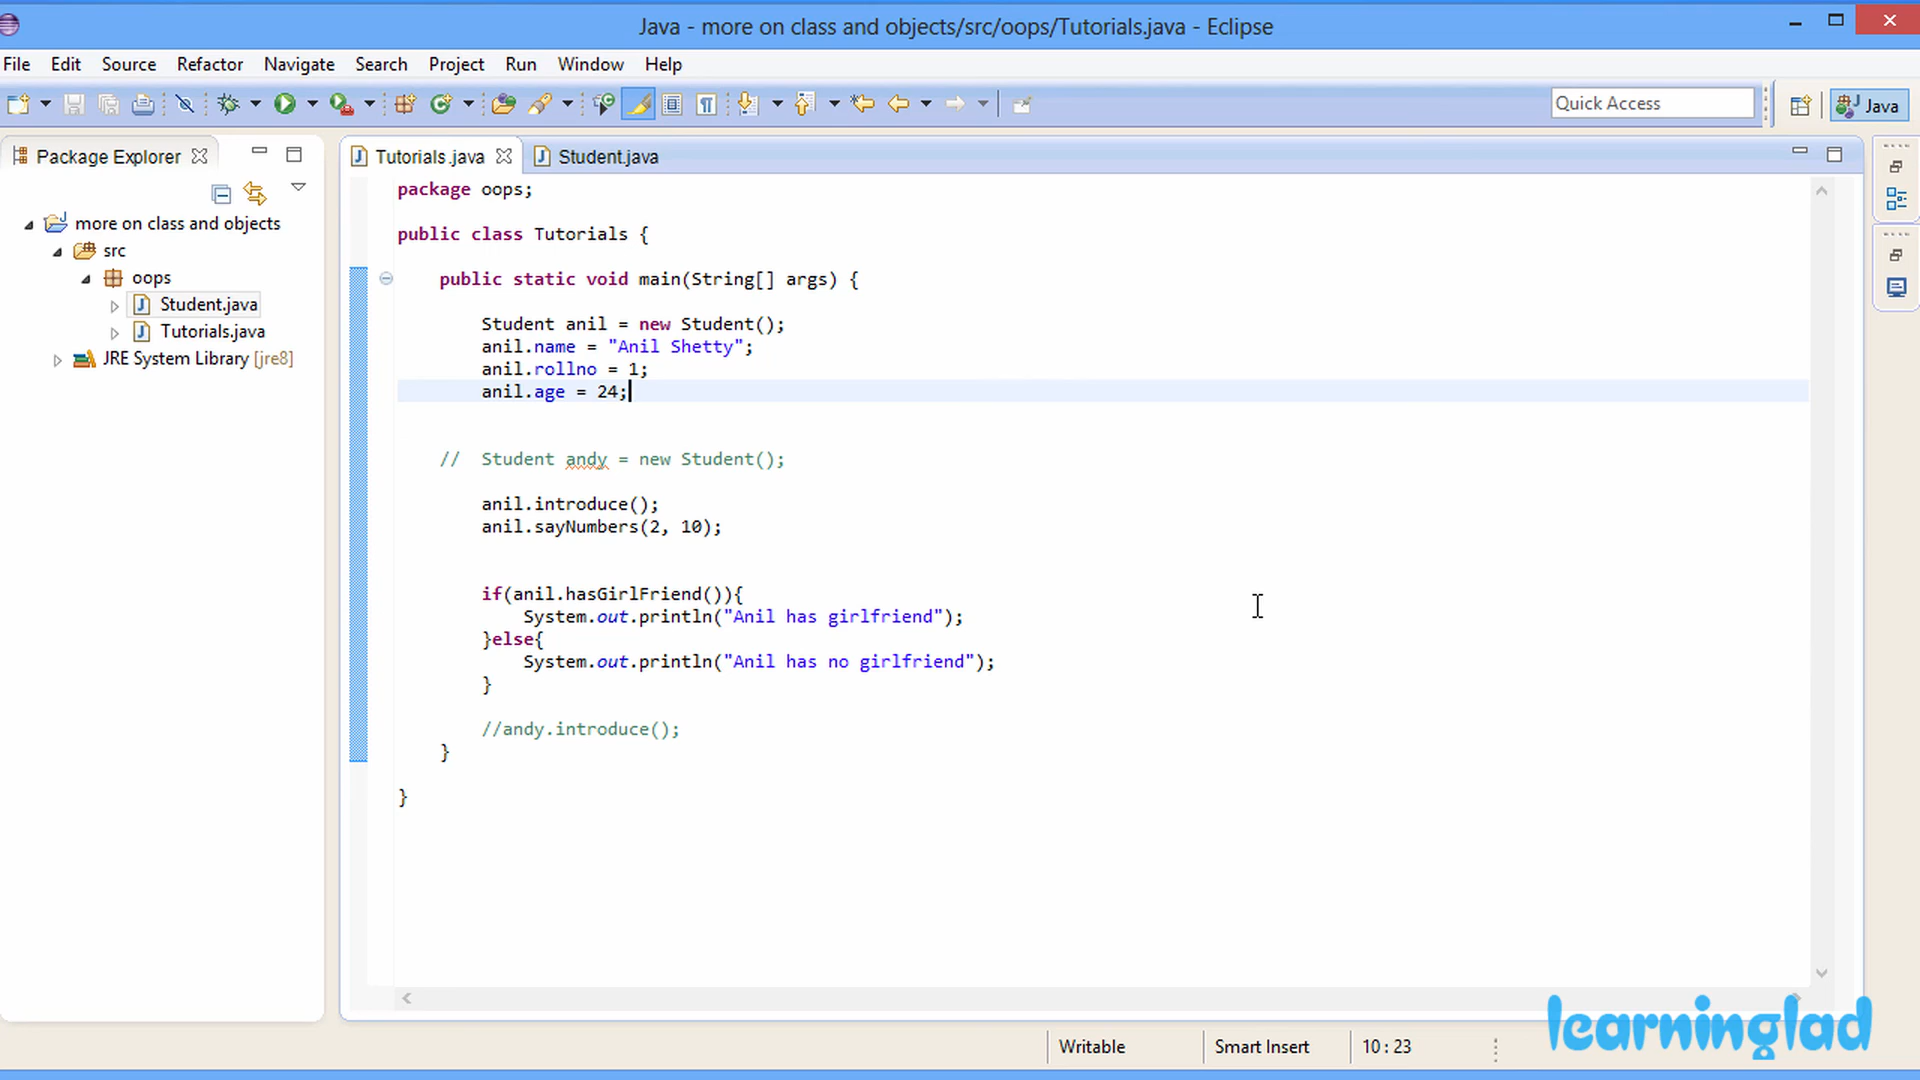 Java - more on class and objects/src/oops/Tutorials.java - Eclipse
File Edit Source Refactor Navigate Search Project Run Window Help
Quick Access
Java
Package Explorer
Tutorials.java
Student.java
more on class and objects
src
oops
Student.java
Tutorials.java
JRE System Library [jre8]
package oops;
public class Tutorials {
public static void main(String[] args) {
Student anil = new Student();
anil.name = "Anil Shetty";
anil.rollno = 1;
anil.age = 24;
// Student andy = new Student();
anil.introduce();
anil.sayNumbers(2, 10);
if(anil.hasGirlFriend()){
System.out.println("Anil has girlfriend");
}else{
System.out.println("Anil has no girlfriend");
}
//andy.introduce();
}
}
Writable
Smart Insert
10 : 23
learninglad